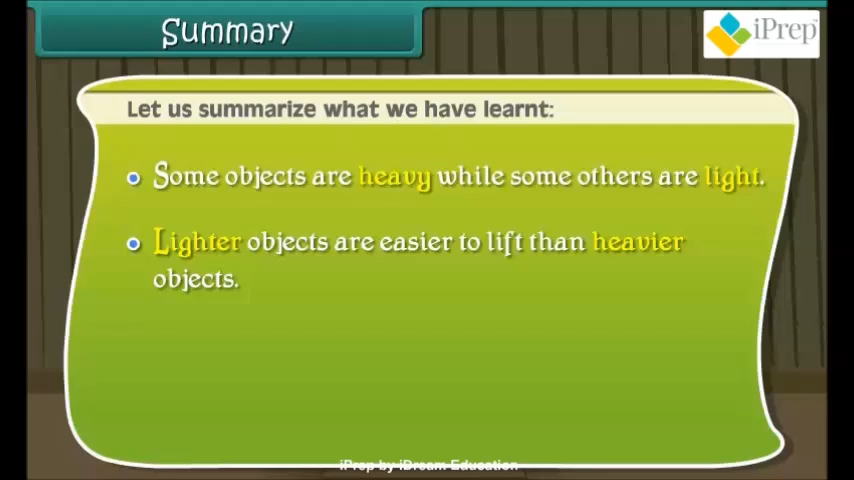 Summary
iPrep
Let us summarize what we have learnt:
Some objects are heavy while some others are light.
Lighter objects are easier to lift than heavier
objects.
iPrep by iDream Education